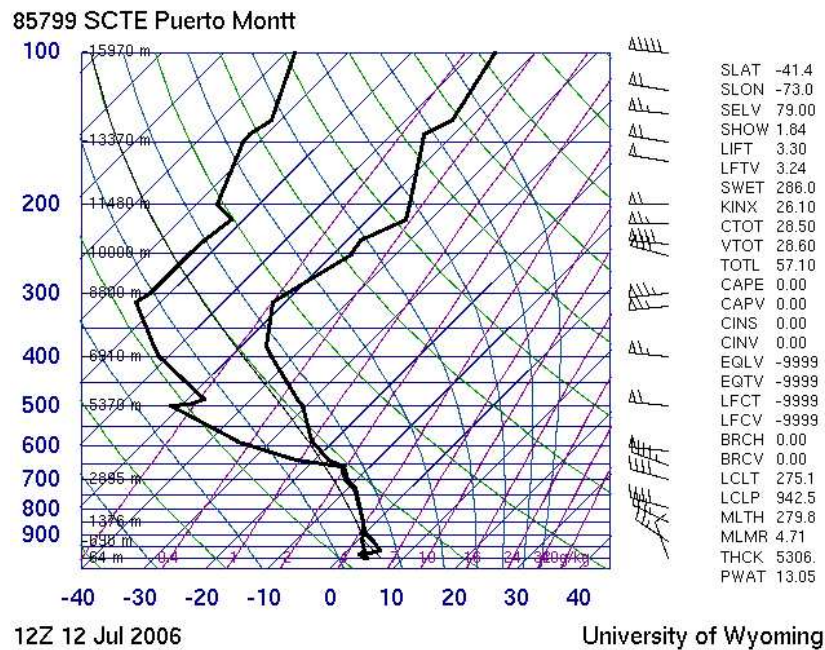 85799 SCTE Puerto Montt
100
15970 m
13370 m
200
11480 m
10000 m
300
8800 m
400
6910 m
500
5370 m
600
700
2895 m
800
1376 m
900
698 m
64 m
0.4
1
2
4
7
10
16
24
32
40g/kg
-40 -30 -20 -10 0 10 20 30 40
12Z 12 Jul 2006
University of Wyoming
SLAT -41.4
SLON -73.0
SELV 79.00
SHOW 1.84
LIFT 3.30
LFTV 3.24
SWET 286.0
KINX 26.10
CTOT 28.50
VTOT 28.60
TOTL 57.10
CAPE 0.00
CAPV 0.00
CINS 0.00
CINV 0.00
EQLV -9999
EQTV -9999
LFCT -9999
LFCV -9999
BRCH 0.00
BRCV 0.00
LCLT 275.1
LCLP 942.5
MLTH 279.8
MLMR 4.71
THCK 5306.
PWAT 13.05